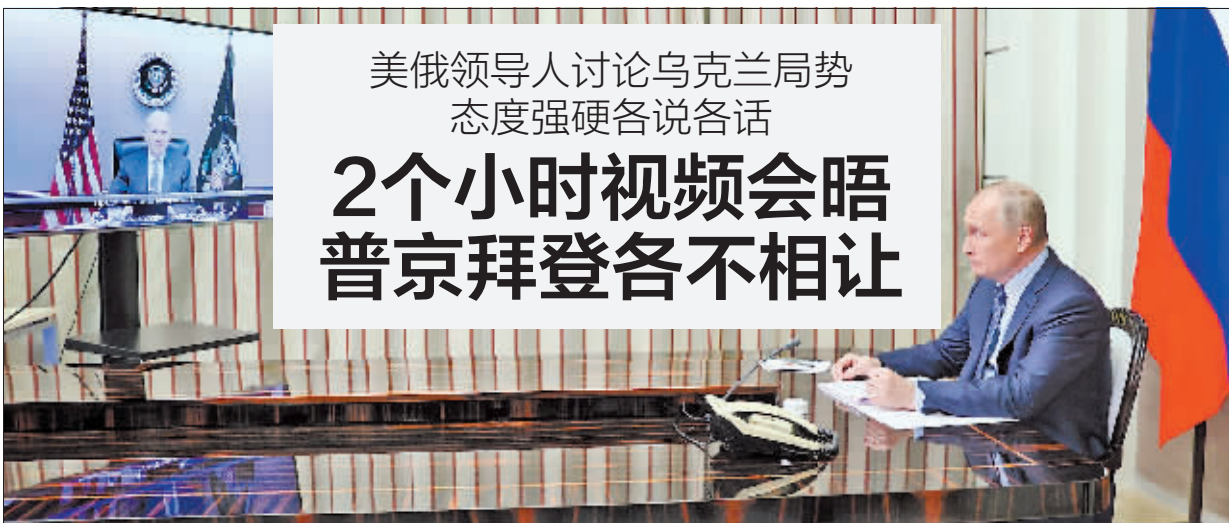 美俄领导人讨论乌克兰局势
态度强硬各说各话
2个小时视频会晤
普京拜登各不相让